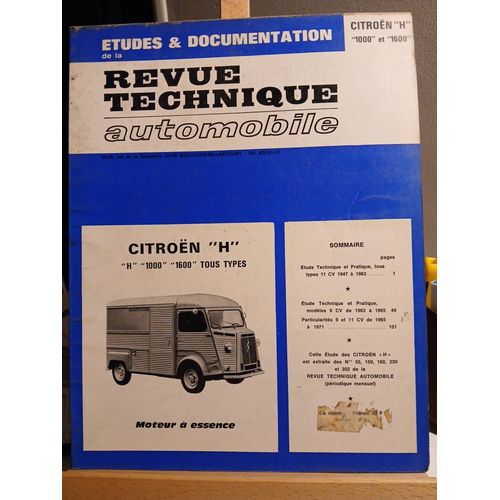 ETUDES & DOCUMENTATION
de la
REVUE
TECHNIQUE
automobile
CITROËN "H"
"1000" et "1600"
CITROËN "H"
"H" "1000" "1600" TOUS TYPES
Moteur à essence
SOMMAIRE
pages
Étude Technique et Pratique, tous
types 11 CV 1947 à 1963 ...... 1
★
Étude Technique et Pratique,
modèles 9 CV de 1963 à 1965 49
Particularités 9 et 11 CV de 1965
à 1971 ................ 101
★
Cette Étude des CITROEN « H »
est extraite des N° 55, 159, 160, 230
et 302 de la
REVUE TECHNIQUE AUTOMOBILE
(périodique mensuel)
★
Ce numéro